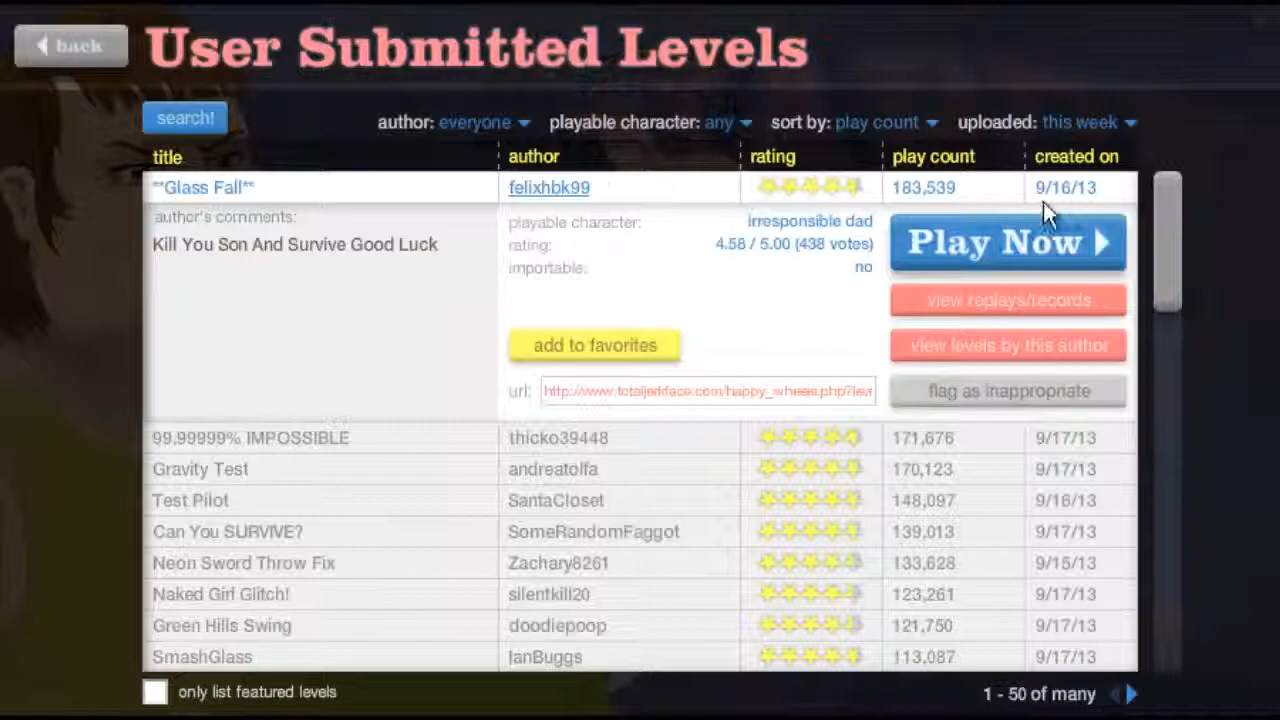 back
User Submitted Levels
search!
author: everyone playable character: any sort by: play count uploaded: this week
title author rating play count created on
**Glass Fall** felixhbk99 183,539 9/16/13
author's comments:
Kill You Son And Survive Good Luck
playable character: irresponsible dad
rating: 4.58 / 5.00 (438 votes)
importable: no
Play Now
view replays/records
add to favorites
view levels by this author
url: http://www.totaljerkface.com/happy_wheels.php?leve
flag as inappropriate
99,99999% IMPOSSIBLE thicko39448 171,676 9/17/13
Gravity Test andreatolfa 170,123 9/17/13
Test Pilot SantaCloset 148,097 9/16/13
Can You SURVIVE? SomeRandomFaggot 139,013 9/17/13
Neon Sword Throw Fix Zachary8261 133,628 9/15/13
Naked Girl Glitch! silentkill20 123,261 9/17/13
Green Hills Swing doodiepoop 121,750 9/17/13
SmashGlass IanBuggs 113,087 9/17/13
only list featured levels
1 - 50 of many